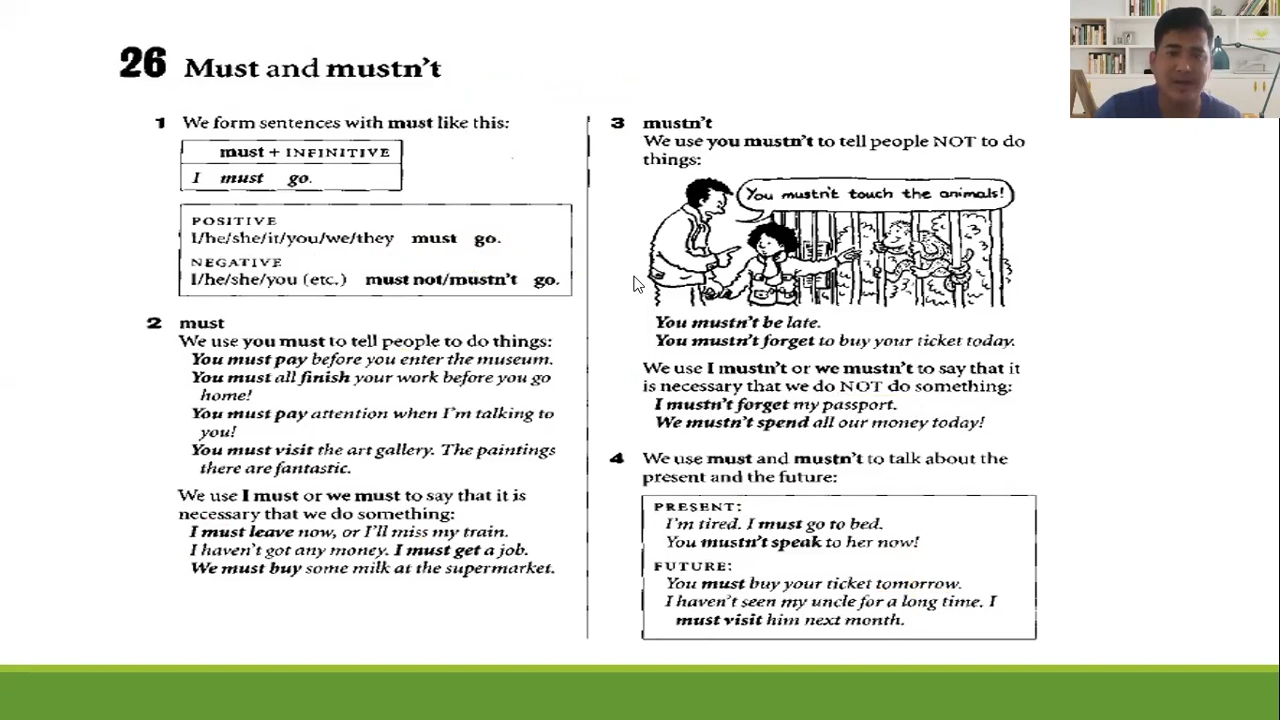 26 Must and mustn't
1 We form sentences with must like this:
must + INFINITIVE
I must go.
POSITIVE
I/he/she/it/you/we/they must go.
NEGATIVE
I/he/she/you (etc.) must not/mustn't go.
2 must
We use you must to tell people to do things:
You must pay before you enter the museum.
You must all finish your work before you go
home!
You must pay attention when I'm talking to
you!
You must visit the art gallery. The paintings
there are fantastic.
We use I must or we must to say that it is
necessary that we do something:
I must leave now, or I'll miss my train.
I haven't got any money. I must get a job.
We must buy some milk at the supermarket.
3 mustn't
We use you mustn't to tell people NOT to do
things:
You mustn't touch the animals!
You mustn't be late.
You mustn't forget to buy your ticket today.
We use I mustn't or we mustn't to say that it
is necessary that we do NOT do something:
I mustn't forget my passport.
We mustn't spend all our money today!
4 We use must and mustn't to talk about the
present and the future:
PRESENT:
I'm tired. I must go to bed.
You mustn't speak to her now!
FUTURE:
You must buy your ticket tomorrow.
I haven't seen my uncle for a long time. I
must visit him next month.